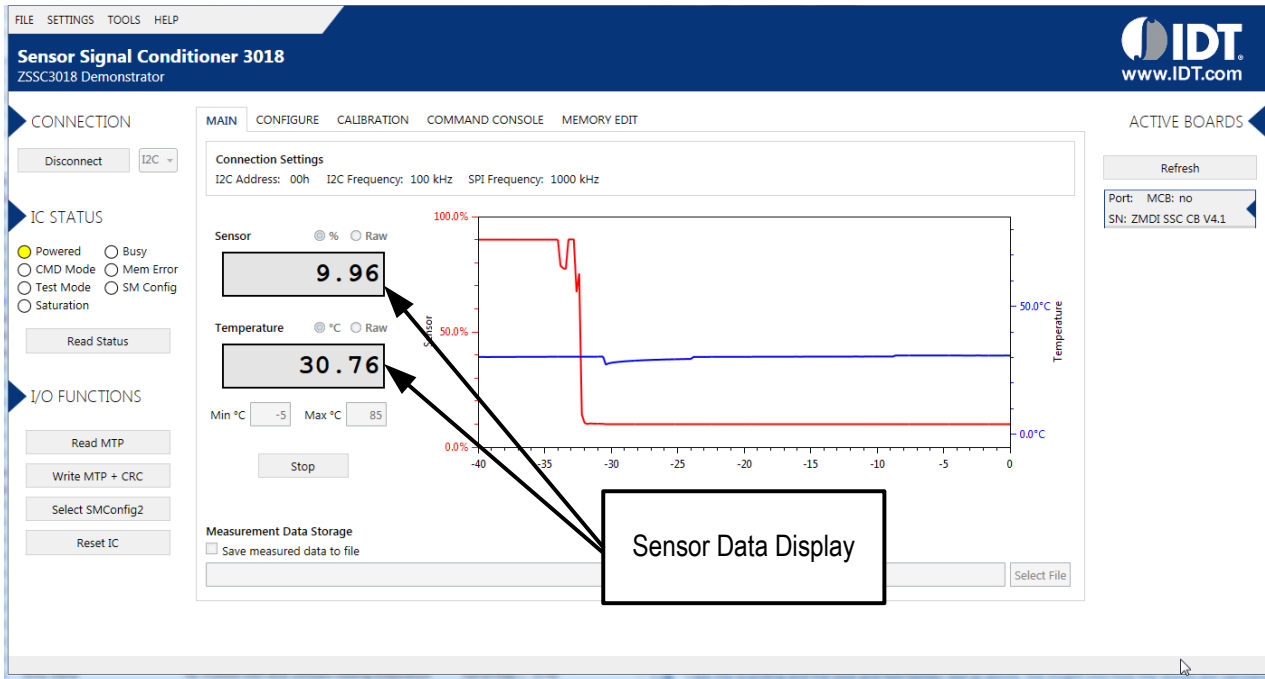 FILE SETTINGS TOOLS HELP
Sensor Signal Conditioner 3018
ZSSC3018 Demonstrator
IDT.
www.IDT.com
CONNECTION
Disconnect I2C
IC STATUS
Powered Busy
CMD Mode Mem Error
Test Mode SM Config
Saturation
Read Status
I/O FUNCTIONS
Read MTP
Write MTP + CRC
Select SMConfig2
Reset IC
MAIN CONFIGURE CALIBRATION COMMAND CONSOLE MEMORY EDIT
Connection Settings
I2C Address: 00h I2C Frequency: 100 kHz SPI Frequency: 1000 kHz
Sensor % Raw
9.96
Temperature °C Raw
30.76
Min °C -5 Max °C 85
Stop
100.0%
50.0%
0.0%
Sensor
-40 -35 -30 -25 -20 -15 -10 -5 0
50.0°C
0.0°C
Temperature
Sensor Data Display
Measurement Data Storage
Save measured data to file
Select File
ACTIVE BOARDS
Refresh
Port: MCB: no
SN: ZMDI SSC CB V4.1